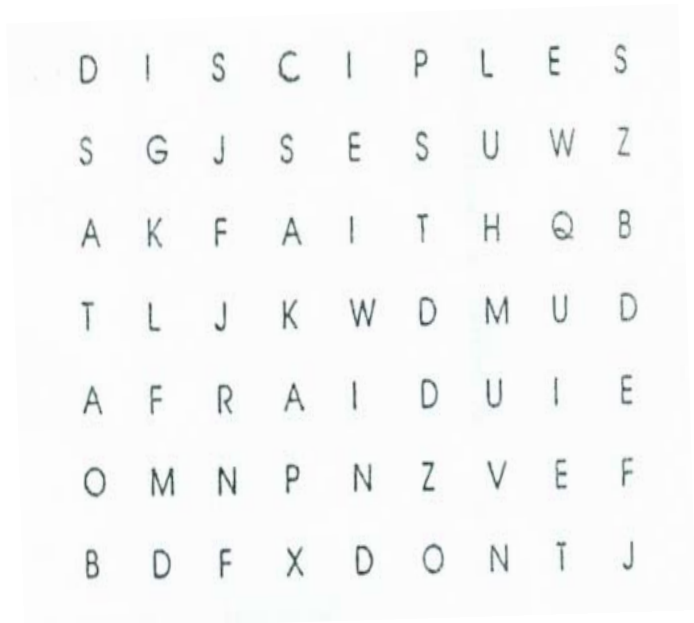 D I S C I P L E S
S G J S E S U W Z
A K F A I T H Q B
T L J K W D M U D
A F R A I D U I E
O M N P N Z V E F
B D F X D O N T J